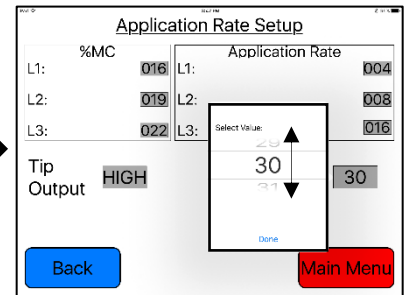 Application Rate Setup
%MC
Application Rate
L1: 016 L1: 004
L2: 019 L2: 008
L3: 022 L3: 016
Select Value:
29
30
31
Done
Tip Output HIGH 30
Back
Main Menu